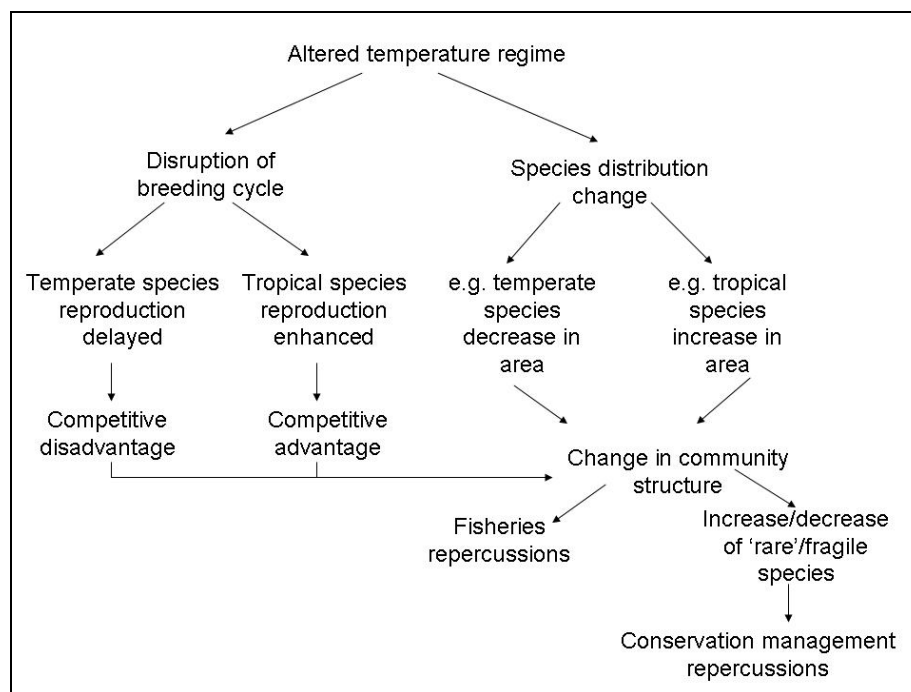 Altered temperature regime
Disruption of
breeding cycle
Species distribution
change
Temperate species
reproduction
delayed
Tropical species
reproduction
enhanced
e.g. temperate
species
decrease in
area
e.g. tropical
species
increase in
area
Competitive
disadvantage
Competitive
advantage
Change in community
structure
Fisheries
repercussions
Increase/decrease
of ‘rare’/fragile
species
Conservation management
repercussions